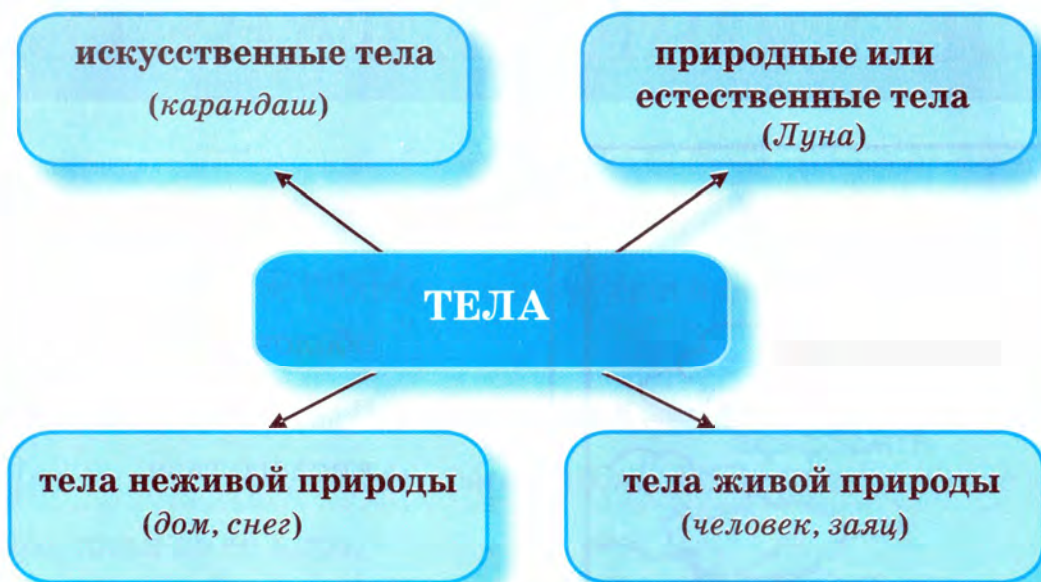 искусственные тела
(карандаш)
природные или
естественные тела
(Луна)
ТЕЛА
тела неживой природы
(дом, снег)
тела живой природы
(человек, заяц)